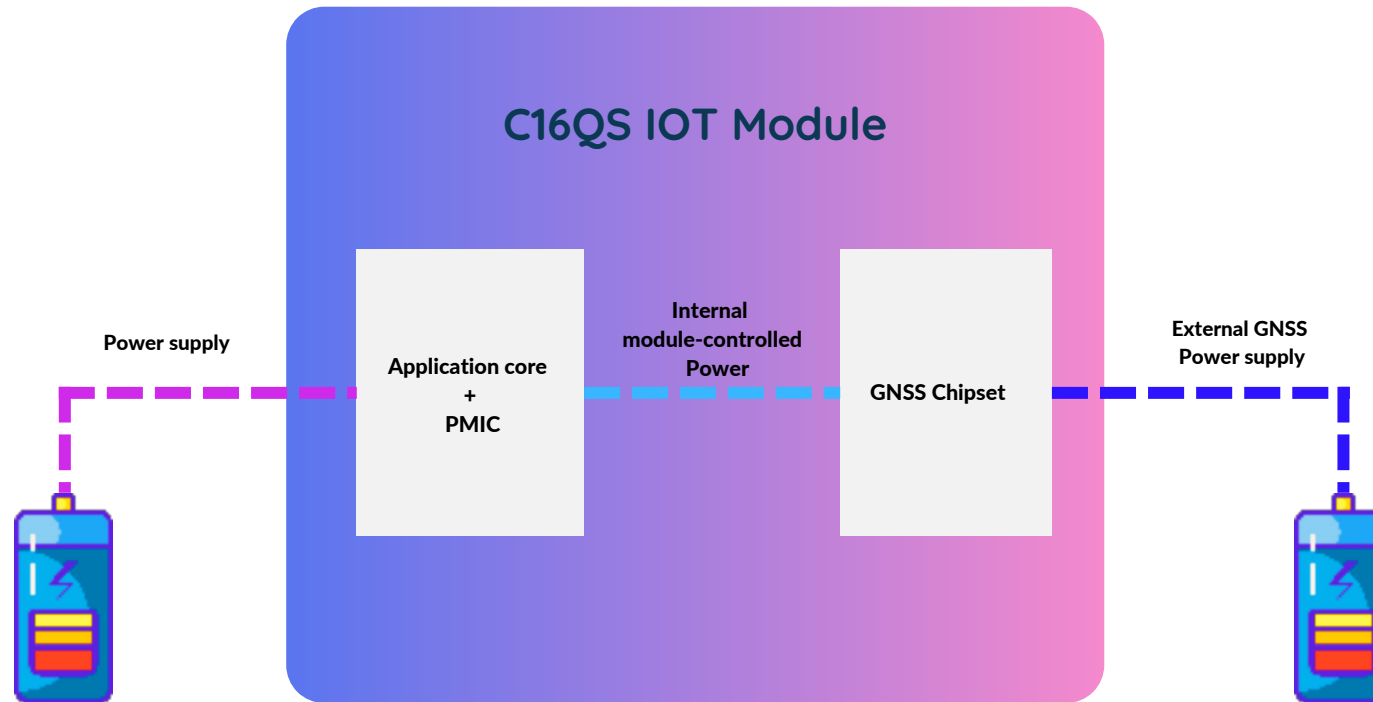 C16QS IOT Module
Power supply
Application core
+
PMIC
Internal
module-controlled
Power
GNSS Chipset
External GNSS
Power supply